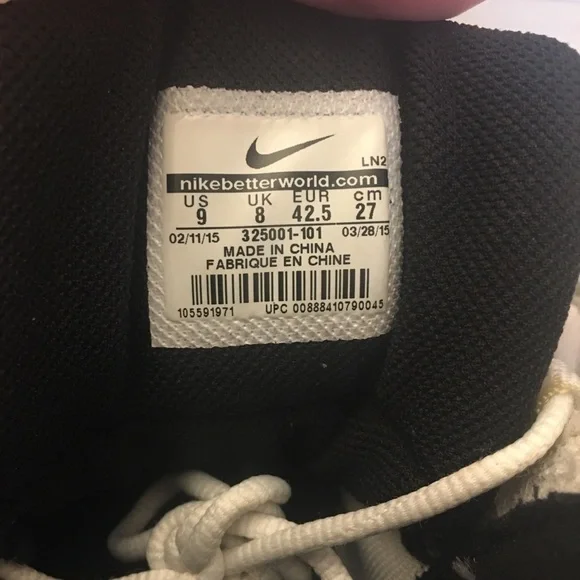 LN2
nikebetterworld.com
US UK EUR cm
9 8 42.5 27
02/11/15 325001-101 03/28/15
MADE IN CHINA
FABRIQUE EN CHINE
105591971 UPC 00888410790045